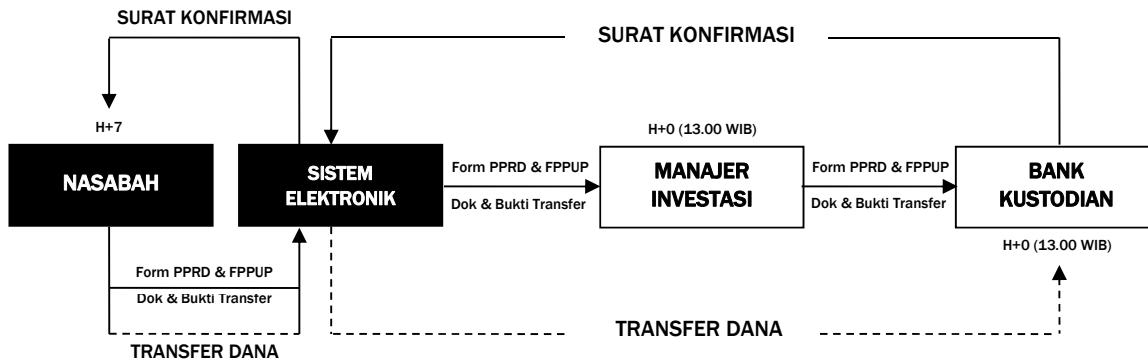 SURAT KONFIRMASI
SURAT KONFIRMASI
H+7
H+0 (13.00 WIB)
NASABAH
SISTEM
ELEKTRONIK
Form PPRD & FPPUP
Dok & Bukti Transfer
MANAJER
INVESTASI
Form PPRD & FPPUP
Dok & Bukti Transfer
BANK
KUSTODIAN
H+0 (13.00 WIB)
Form PPRD & FPPUP
Dok & Bukti Transfer
TRANSFER DANA
TRANSFER DANA